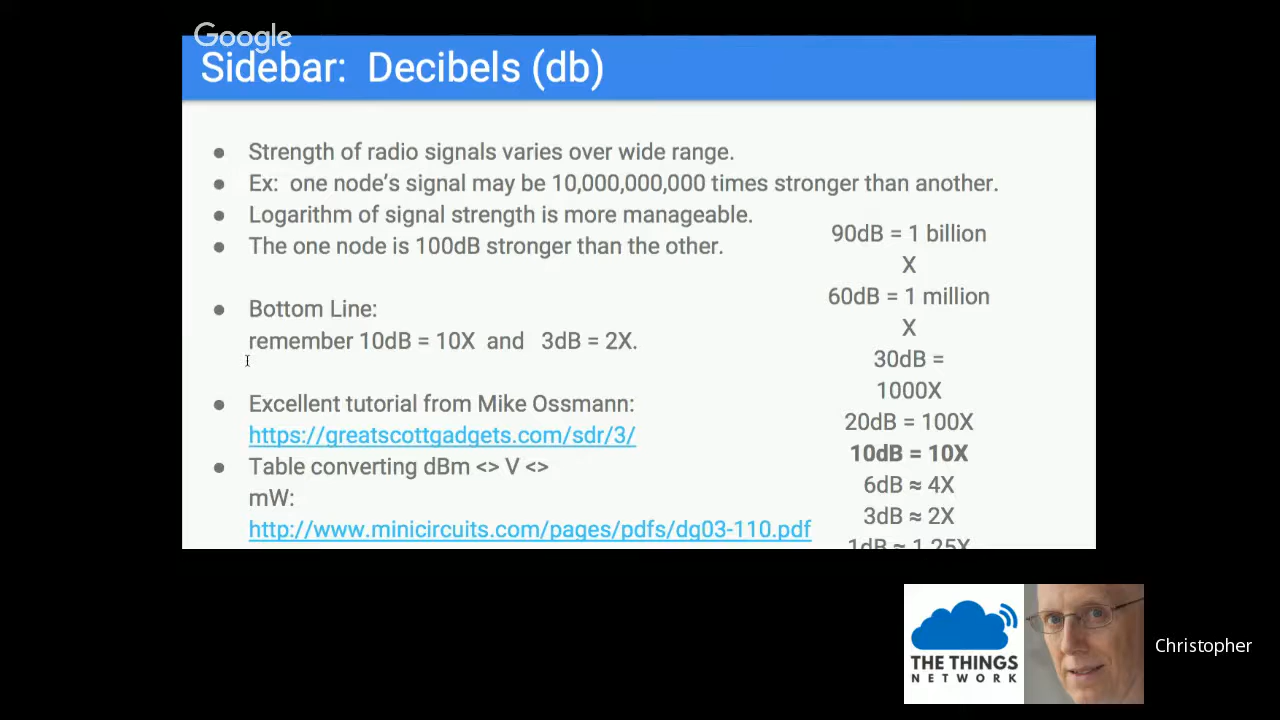 Google
Sidebar: Decibels (db)
● Strength of radio signals varies over wide range.
● Ex: one node's signal may be 10,000,000,000 times stronger than another.
● Logarithm of signal strength is more manageable.
● The one node is 100dB stronger than the other.
● Bottom Line:
remember 10dB = 10X and 3dB = 2X.
● Excellent tutorial from Mike Ossmann:
https://greatscottgadgets.com/sdr/3/
● Table converting dBm <> V <>
mW:
http://www.minicircuits.com/pages/pdfs/dg03-110.pdf
90dB = 1 billion
X
60dB = 1 million
X
30dB =
1000X
20dB = 100X
10dB = 10X
6dB ≈ 4X
3dB ≈ 2X
1dB ≈ 1.25X
THE THINGS
NETWORK
Christopher